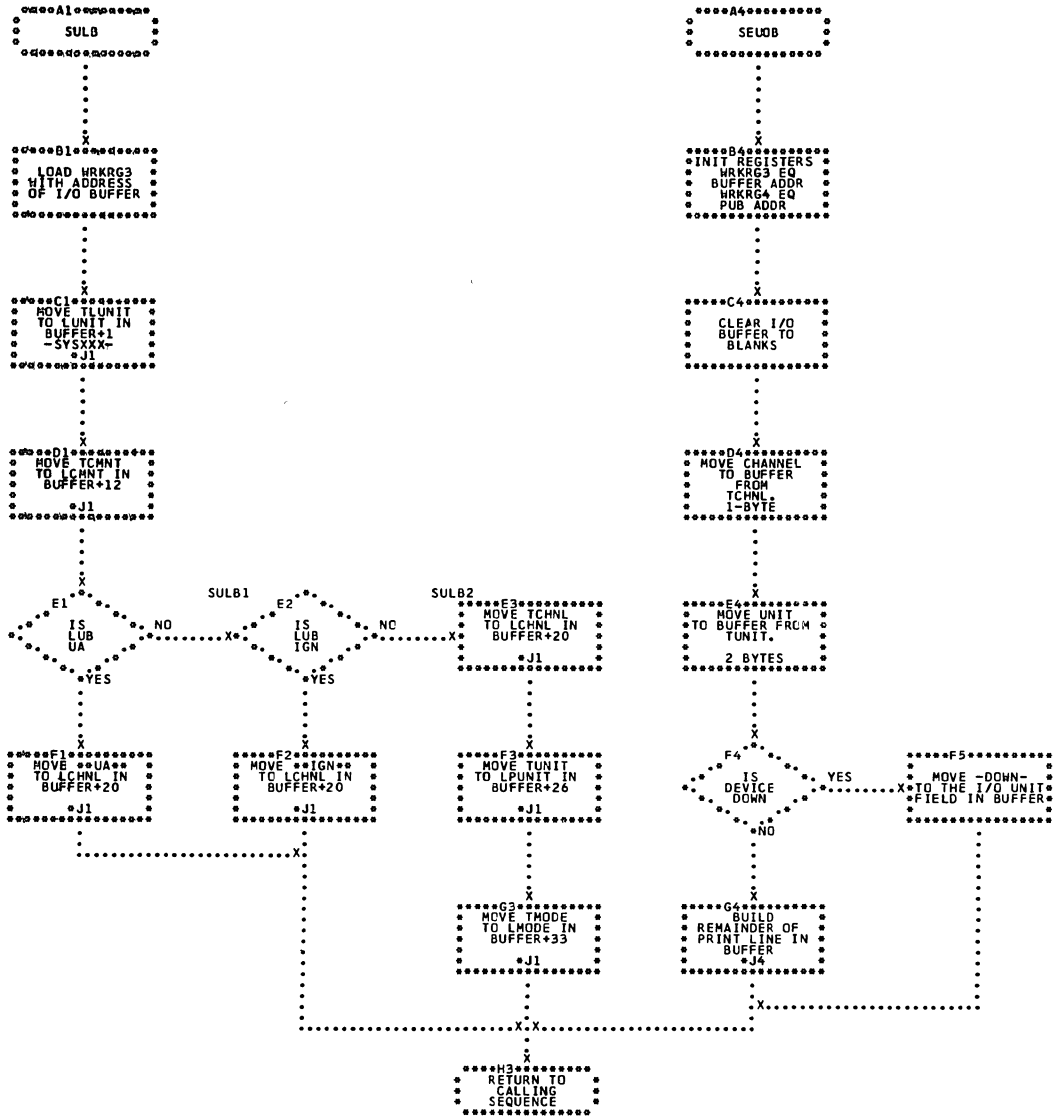 A1
SULB
B1
LOAD WRKRG3
WITH ADDRESS
OF I/O BUFFER
C1
MOVE TLUNIT
TO LUNIT IN
BUFFER+1
-SYSXXX-
*J1
D1
MOVE TCMNT
TO LCMNT IN
BUFFER+12
*J1
E1
IS
LUB
UA
NO
YES
F1
MOVE **UA**
TO LCHNL IN
BUFFER+20
*J1
SULB1
E2
IS
LUB
IGN
NO
YES
F2
MOVE *IGN**
TO LCHNL IN
BUFFER+20
*J1
SULB2
E3
MOVE TCHNL
TO LCHNL IN
BUFFER+20
*J1
F3
MOVE TUNIT
TO LPUNIT IN
BUFFER+26
*J1
G3
MOVE TMODE
TO LMODE IN
BUFFER+33
*J1
A4
SEUOB
B4
INIT REGISTERS
WRKRG3 EQ
BUFFER ADDR
WRKRG4 EQ
PUB ADDR
C4
CLEAR I/O
BUFFER TO
BLANKS
D4
MOVE CHANNEL
TO BUFFER
FROM
TCHNL.
1-BYTE
E4
MOVE UNIT
TO BUFFER FROM
TUNIT.
2 BYTES
F4
IS
DEVICE
DOWN
YES
NO
F5
MOVE -DOWN-
TO THE I/O UNIT
FIELD IN BUFFER
G4
BUILD
REMAINDER OF
PRINT LINE IN
BUFFER
*J4
H3
RETURN TO
CALLING
SEQUENCE